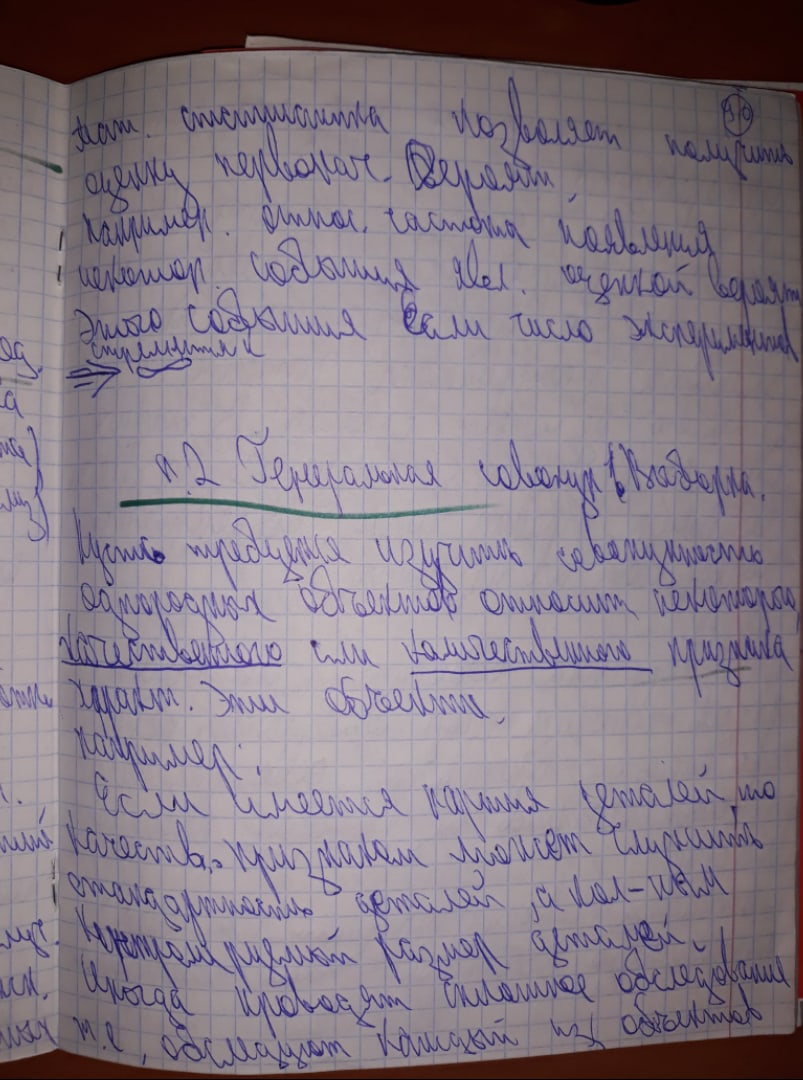 30
мат. статистика позволяет получить
оценку первонач. Вероятн.
например. относ. частота появления
некотор. события явл. оценкой вероят
этого события если число экспериментов
стремится к
⇒ ∞
п.2 Генеральная совокуп. Выборка.
Пусть требуется изучить совокупность
однородных объектов относит некоторого
качественного или количественного признака
характ. эти объекты.
например:
Если имеется партия деталей то
качеств. признаком может служить
стандартность деталей, а кол-ным
контролируемый размер деталей.
Иногда проводят сплошное обследование
т.е, обследуют каждый из объектов